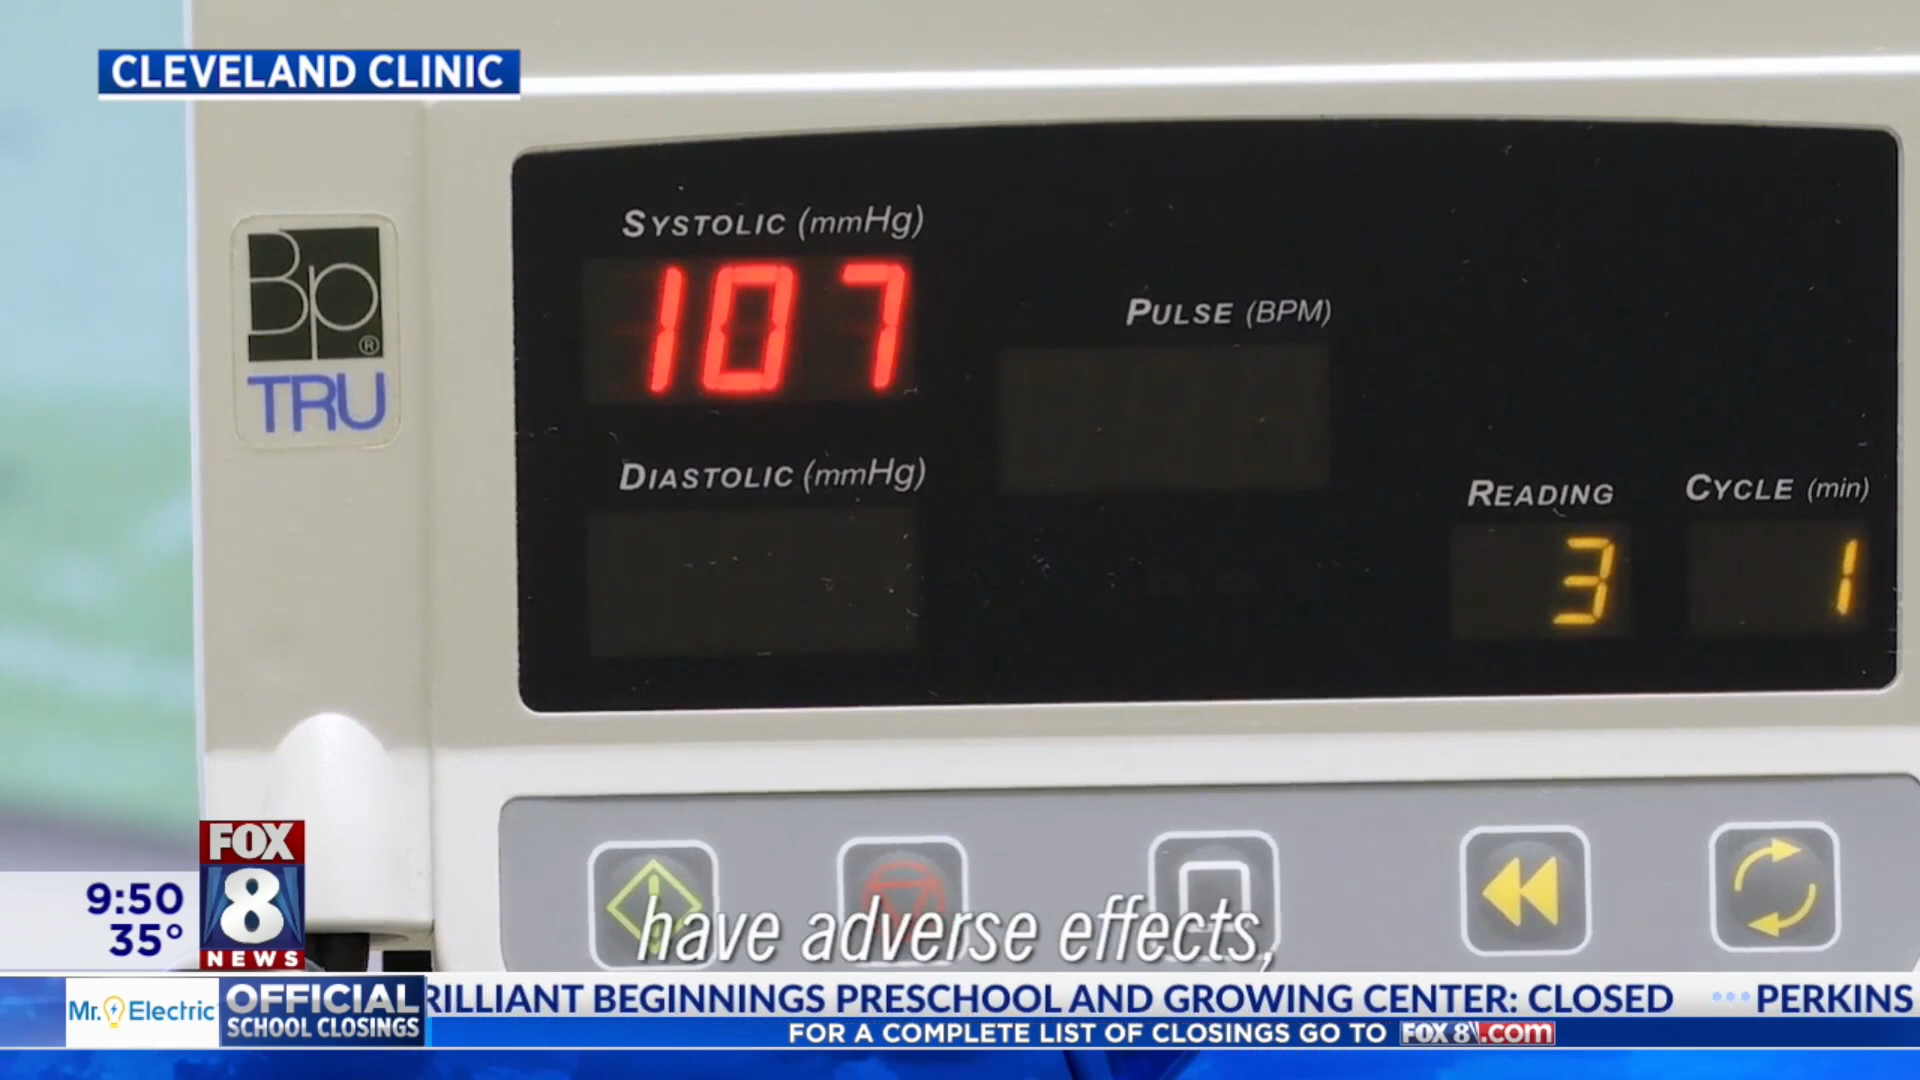 CLEVELAND CLINIC
SYSTOLIC (mmHg)
107
PULSE (BPM)
Bp®
TRU
DIASTOLIC (mmHg)
READING
CYCLE (min)
3
1
have adverse effects,
9:50
35°
FOX
8
NEWS
Mr. Electric
OFFICIAL
SCHOOL CLOSINGS
RILLIANT BEGINNINGS PRESCHOOL AND GROWING CENTER: CLOSED ••• PERKINS
FOR A COMPLETE LIST OF CLOSINGS GO TO FOX 8.com